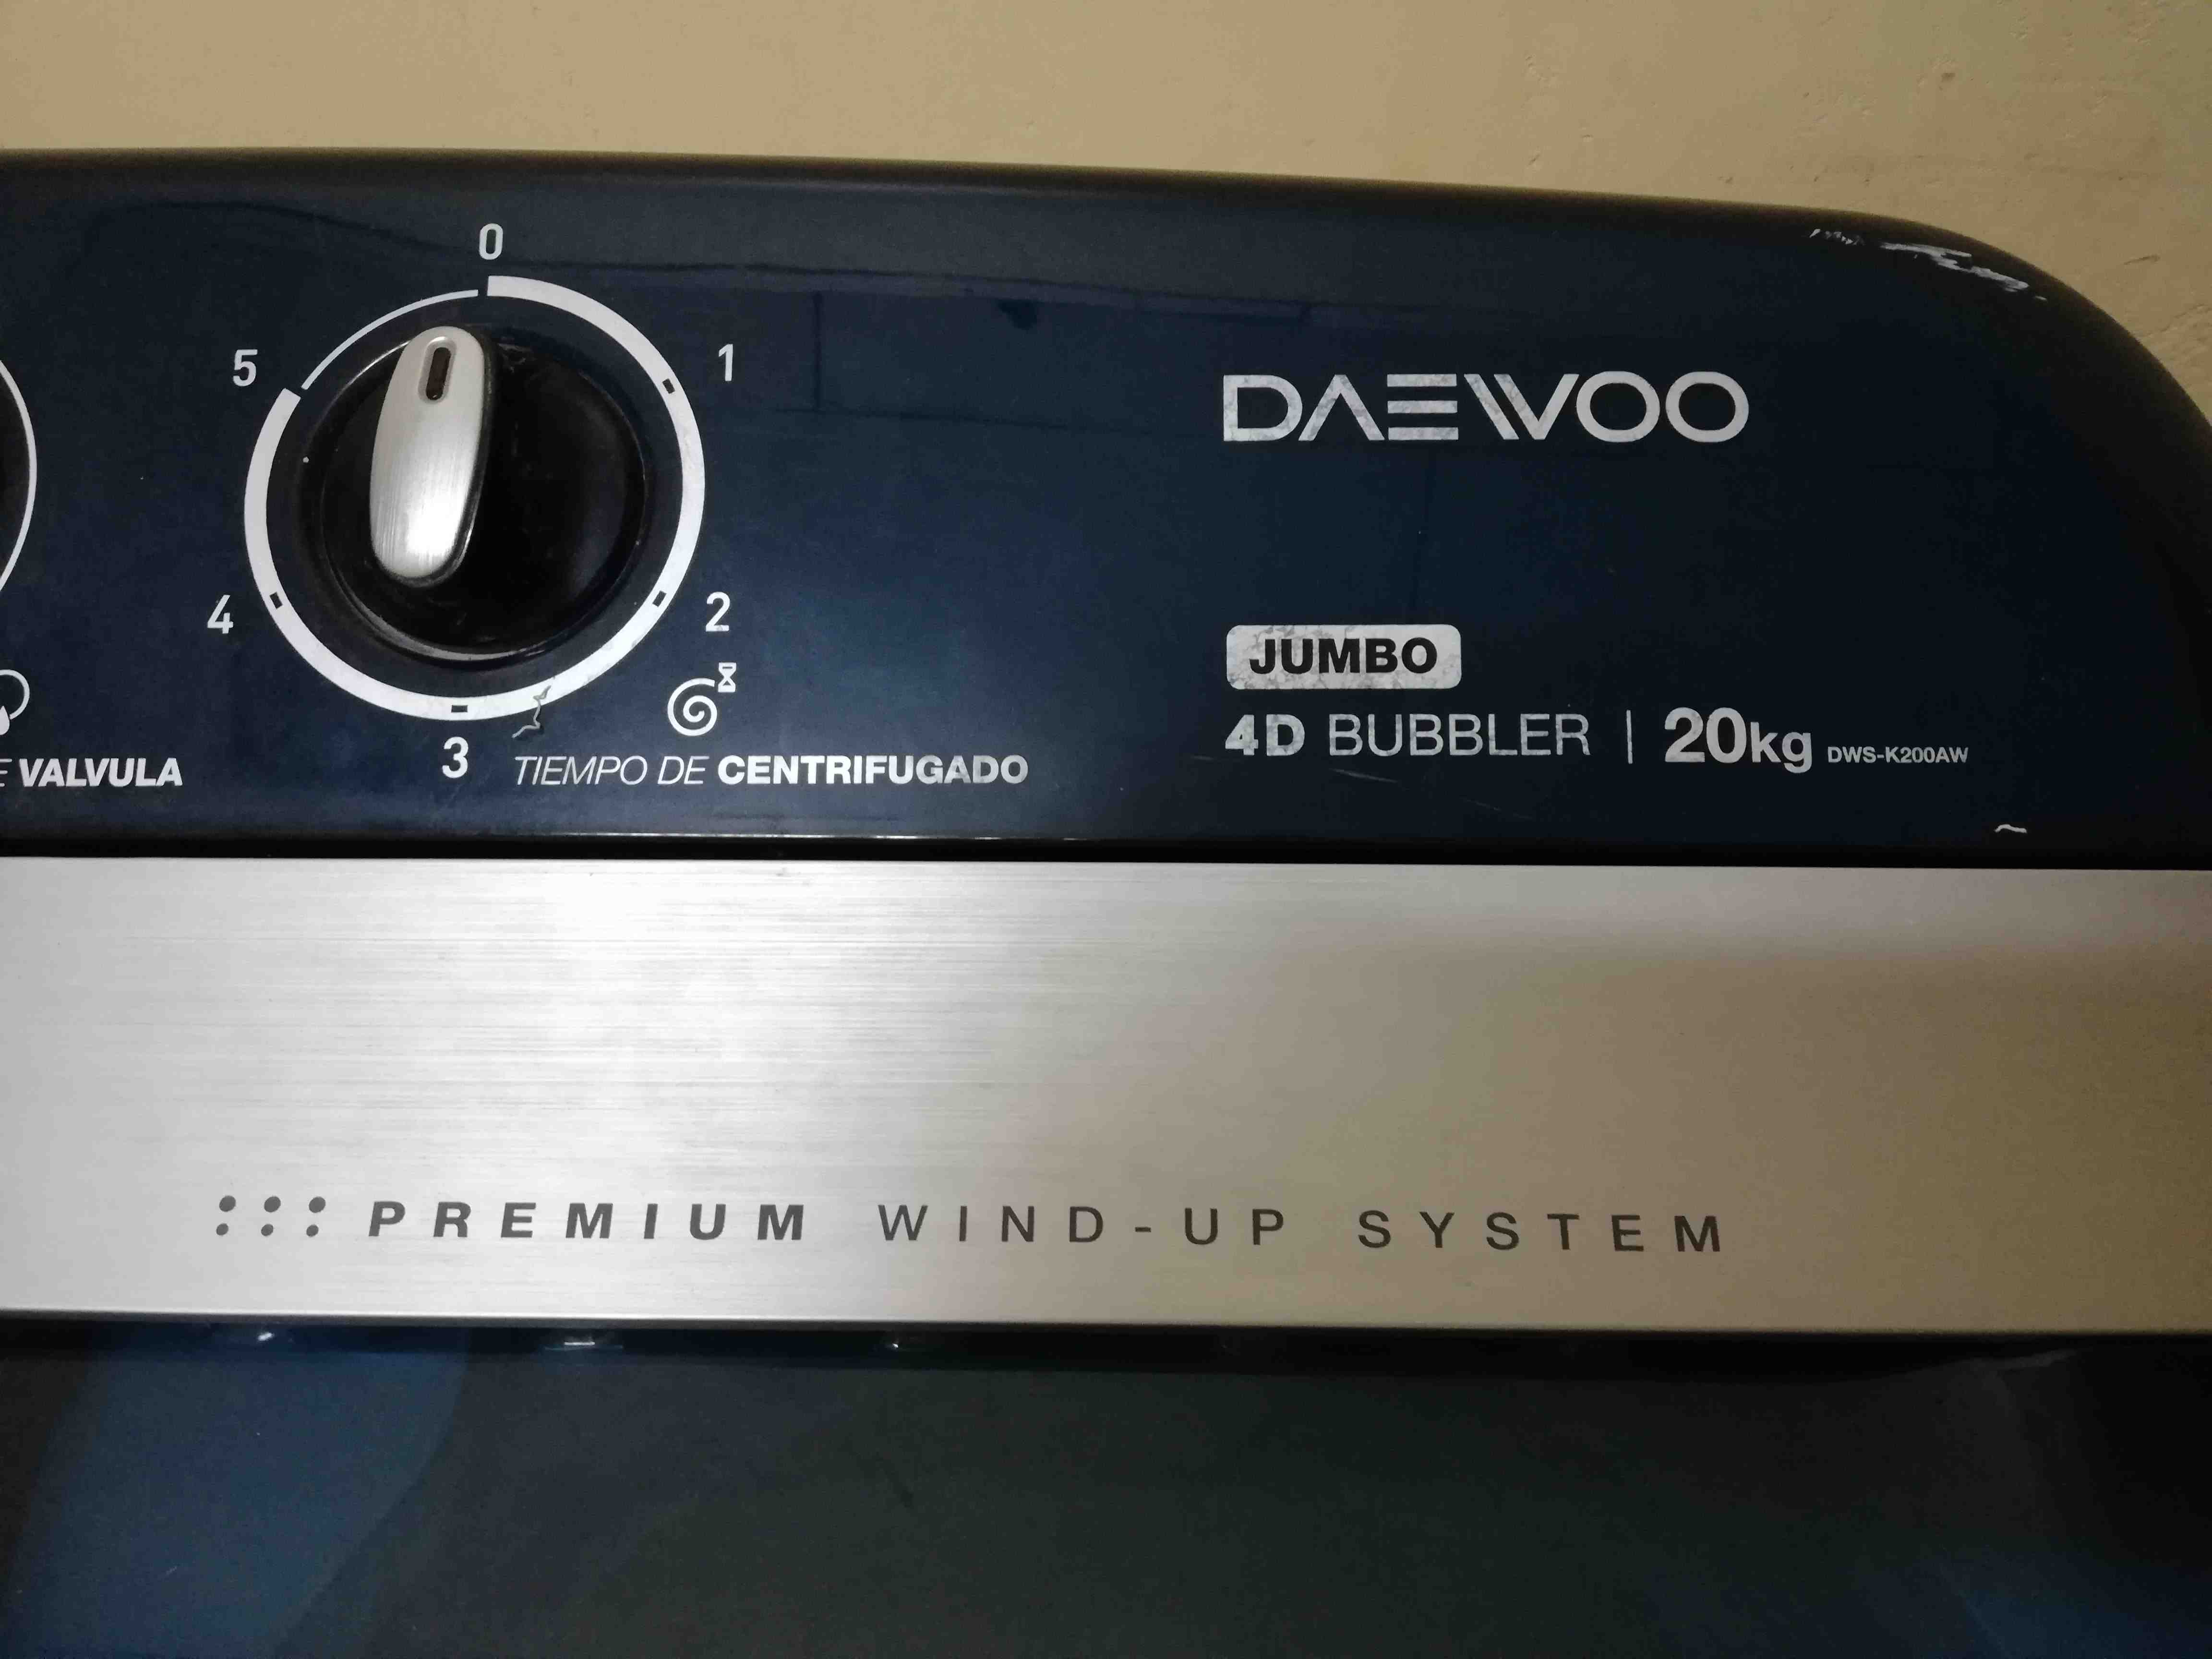 0
1
2
3
4
5
VALVULA
TIEMPO DE CENTRIFUGADO
DAEWOO
JUMBO
4D BUBBLER | 20kg DWS-K200AW
PREMIUM WIND-UP SYSTEM